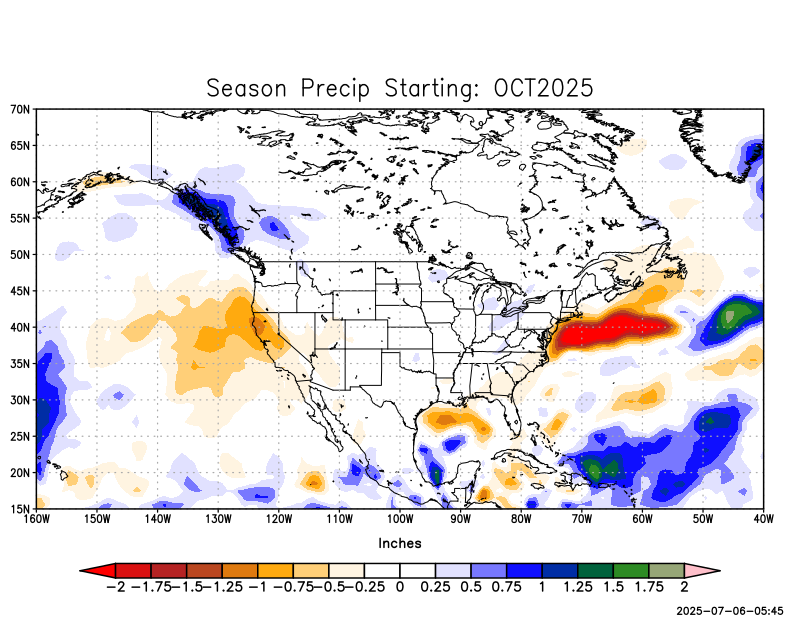 Season Precip Starting: OCT2025
70N
65N
60N
55N
50N
45N
40N
35N
30N
25N
20N
15N
160W 150W 140W 130W 120W 110W 100W 90W 80W 70W 60W 50W 40W
Inches
-2 -1.75 -1.5 -1.25 -1 -0.75 -0.5 -0.25 0 0.25 0.5 0.75 1 1.25 1.5 1.75 2
2025-07-06-05:45